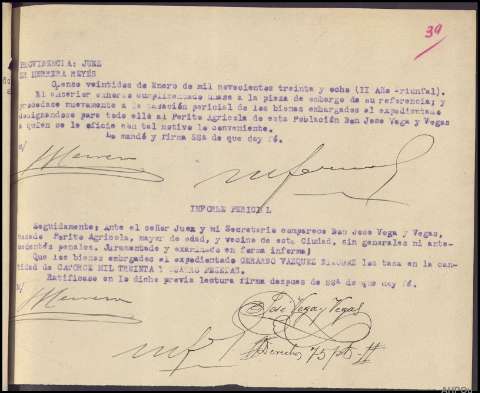 39
PROVIDENCIA: JUEZ
HERRERA REYES
Orense veintidos de Enero de mil novecientos treinta y ocho (II Año Triunfal).
El anterior exhorto cumplimentado unase a la pieza de embargo de su referencia; y
procedase nuevamente a la tasación pericial de los bienes embargados al expedientado
designandose para todo ello al Perito Agricola de esta Población Don Jose Vega y Vegas
a quien se le oficie con tal motivo lo conveniente.
Lo mandó y firma SSª de que doy fé.
INFORME PERICIAL
Seguidamente: Ante el señor Juez y mi Secretario comparece Don Jose Vega y Vegas,
casado Perito Agricola, mayor de edad, y vecino de esta Ciudad, sin generales ni ante-
cedentes penales. Juramentado y examinado en forma informa;
Que los bienes embrgados al expedientado GERARDO VAZQUEZ los tasa en la can-
tidad de CATORCE MIL TREINTA Y CUATRO PESETAS.
Ratificose en lo dicho previa lectura firma despues de SSª de que doy fé.
José Vega y Vegas
Derechos 75 pts